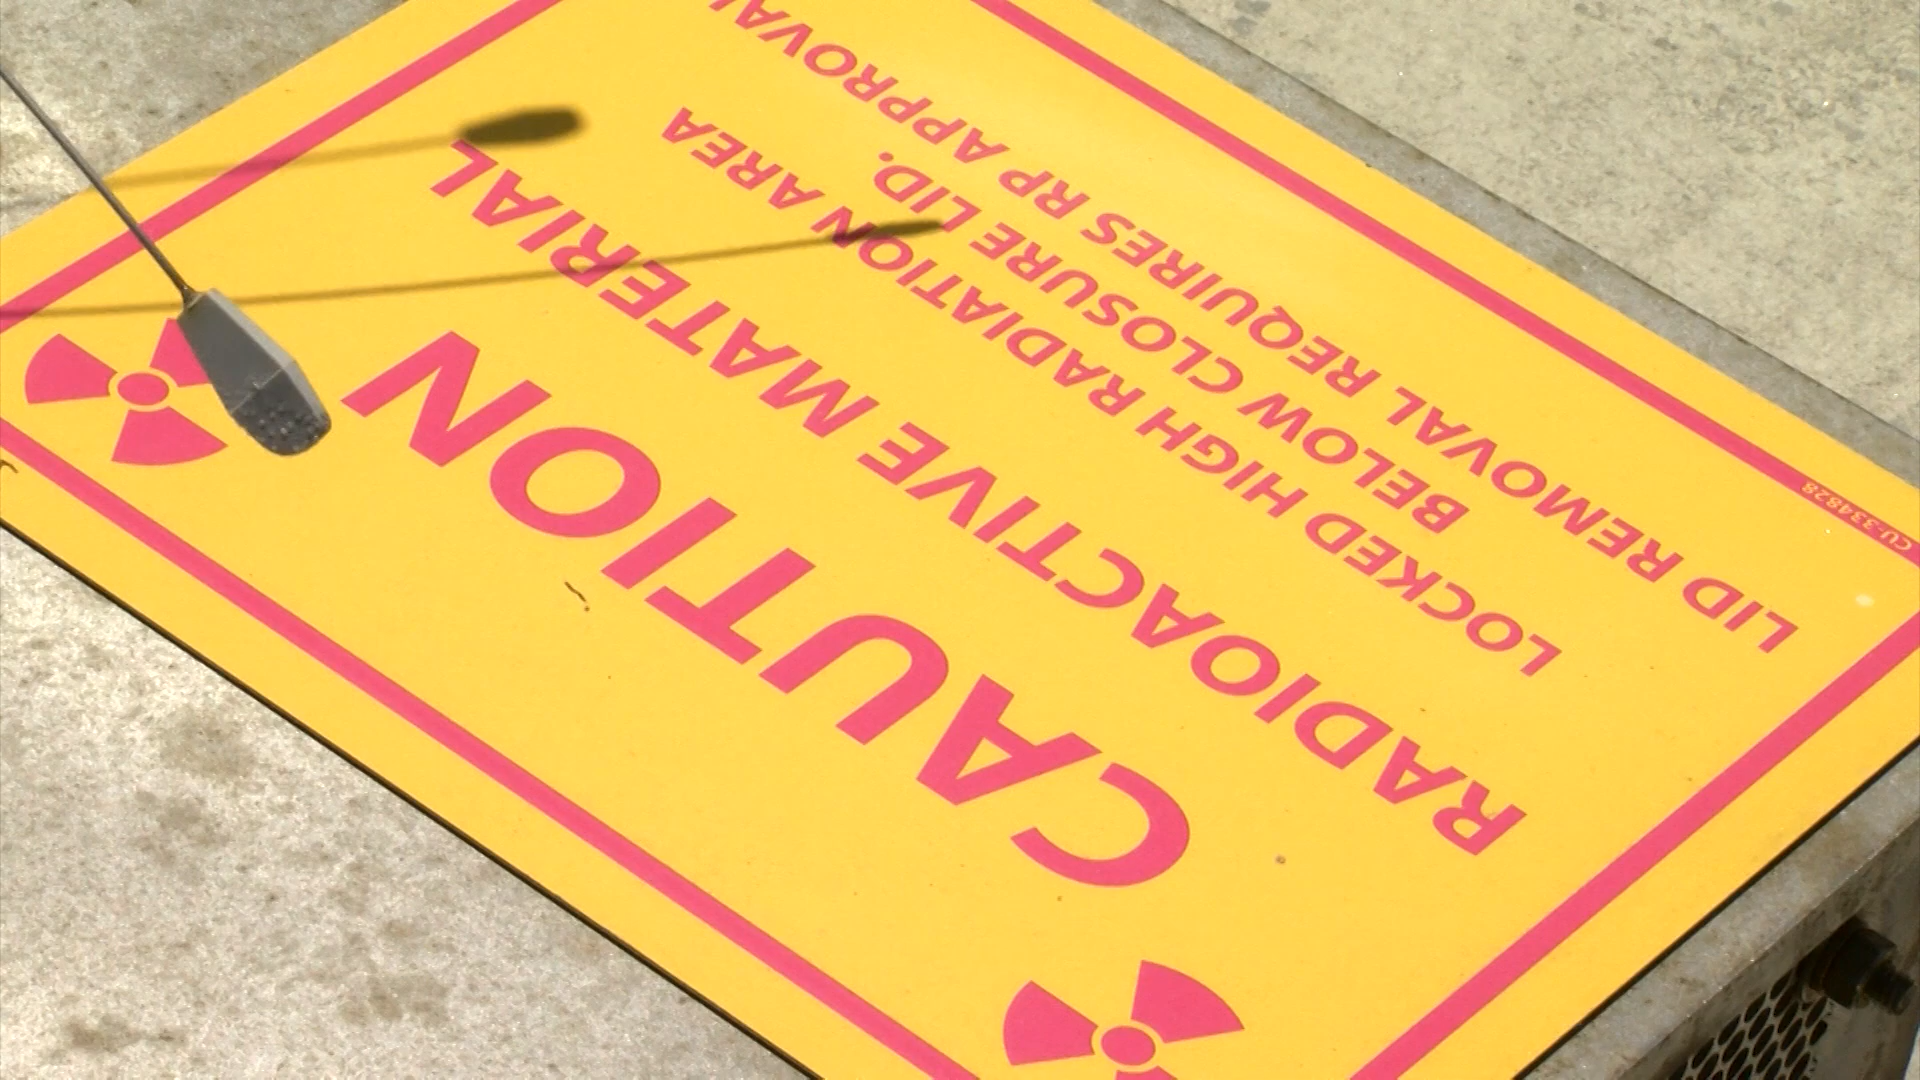 CAUTION
RADIOACTIVE MATERIAL
LOCKED HIGH RADIATION AREA
BELOW CLOSURE LID.
LID REMOVAL REQUIRES RP APPROVAL
CU-334828